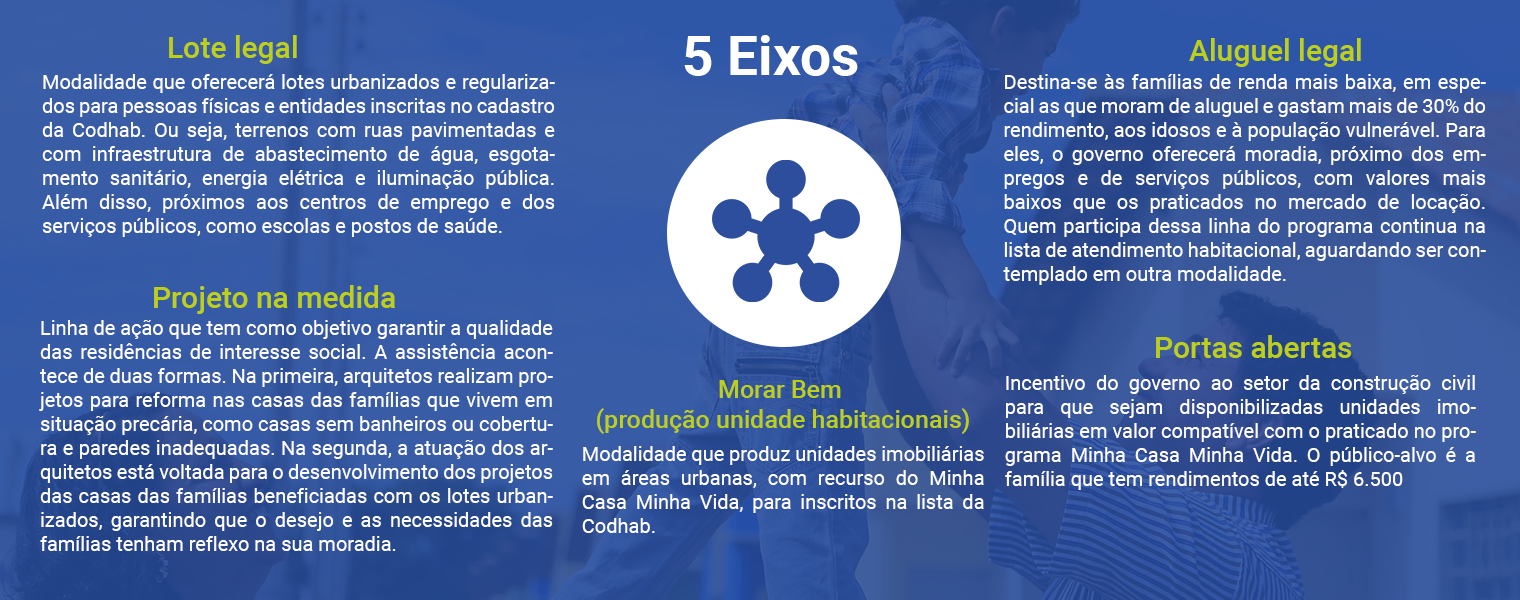 Lote legal
Modalidade que oferecerá lotes urbanizados e regulariza-
dos para pessoas físicas e entidades inscritas no cadastro
da Codhab. Ou seja, terrenos com ruas pavimentadas e
com infraestrutura de abastecimento de água, esgota-
mento sanitário, energia elétrica e iluminação pública.
Além disso, próximos aos centros de emprego e dos
serviços públicos, como escolas e postos de saúde.
Projeto na medida
Linha de ação que tem como objetivo garantir a qualidade
das residências de interesse social. A assistência acon-
tece de duas formas. Na primeira, arquitetos realizam pro-
jetos para reforma nas casas das famílias que vivem em
situação precária, como casas sem banheiros ou cobertu-
ra e paredes inadequadas. Na segunda, a atuação dos ar-
quitetos está voltada para o desenvolvimento dos projetos
das casas das famílias beneficiadas com os lotes urban-
izados, garantindo que o desejo e as necessidades das
famílias tenham reflexo na sua moradia.
5 Eixos
Morar Bem
(produção unidade habitacionais)
Modalidade que produz unidades imobiliárias
em áreas urbanas, com recurso do Minha
Casa Minha Vida, para inscritos na lista da
Codhab.
Aluguel legal
Destina-se às famílias de renda mais baixa, em espe-
cial as que moram de aluguel e gastam mais de 30% do
rendimento, aos idosos e à população vulnerável. Para
eles, o governo oferecerá moradia, próximo dos em-
pregos e de serviços públicos, com valores mais
baixos que os praticados no mercado de locação.
Quem participa dessa linha do programa continua na
lista de atendimento habitacional, aguardando ser con-
templado em outra modalidade.
Portas abertas
Incentivo do governo ao setor da construção civil
para que sejam disponibilizadas unidades imo-
biliárias em valor compatível com o praticado no pro-
grama Minha Casa Minha Vida. O público-alvo é a
família que tem rendimentos de até R$ 6.500